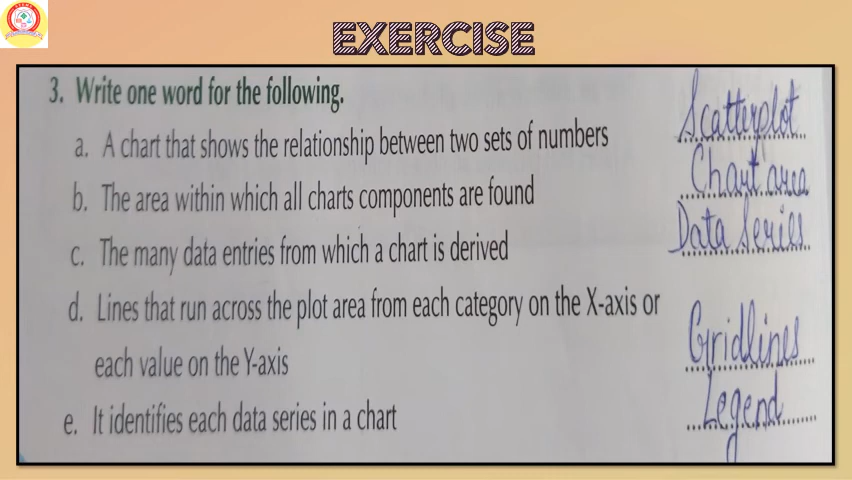 EXERCISE
3. Write one word for the following.
a. A chart that shows the relationship between two sets of numbers Scatterplot
b. The area within which all charts components are found Chart area
c. The many data entries from which a chart is derived Data Series
d. Lines that run across the plot area from each category on the X-axis or
each value on the Y-axis Gridlines
e. It identifies each data series in a chart Legend